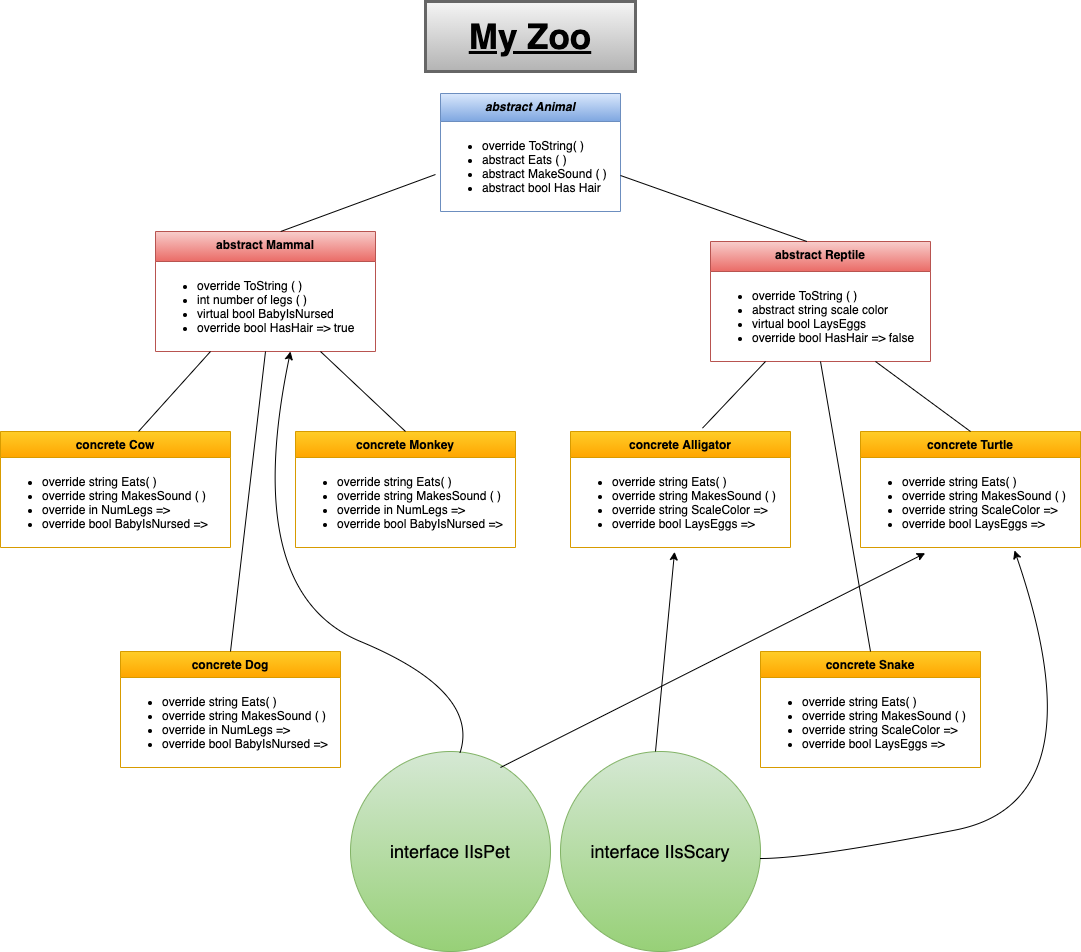 My Zoo
abstract Animal
• override ToString( )
• abstract Eats ( )
• abstract MakeSound ( )
• abstract bool Has Hair
abstract Mammal
• override ToString ( )
• int number of legs ( )
• virtual bool BabyIsNursed
• override bool HasHair => true
abstract Reptile
• override ToString ( )
• abstract string scale color
• virtual bool LaysEggs
• override bool HasHair => false
concrete Cow
• override string Eats( )
• override string MakesSound ( )
• override in NumLegs =>
• override bool BabyIsNursed =>
concrete Monkey
• override string Eats( )
• override string MakesSound ( )
• override in NumLegs =>
• override bool BabyIsNursed =>
concrete Alligator
• override string Eats( )
• override string MakesSound ( )
• override string ScaleColor =>
• override bool LaysEggs =>
concrete Turtle
• override string Eats( )
• override string MakesSound ( )
• override string ScaleColor =>
• override bool LaysEggs =>
concrete Dog
• override string Eats( )
• override string MakesSound ( )
• override in NumLegs =>
• override bool BabyIsNursed =>
concrete Snake
• override string Eats( )
• override string MakesSound ( )
• override string ScaleColor =>
• override bool LaysEggs =>
interface IIsPet
interface IIsScary